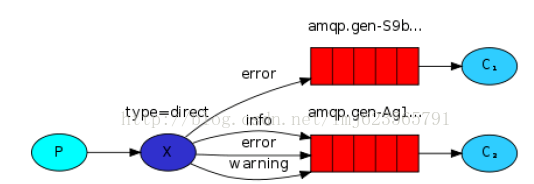 amqp.gen-S9b...
C₁
error
type=direct
amqp.gen-Ag1...
info
P
X
error
C₂
warning